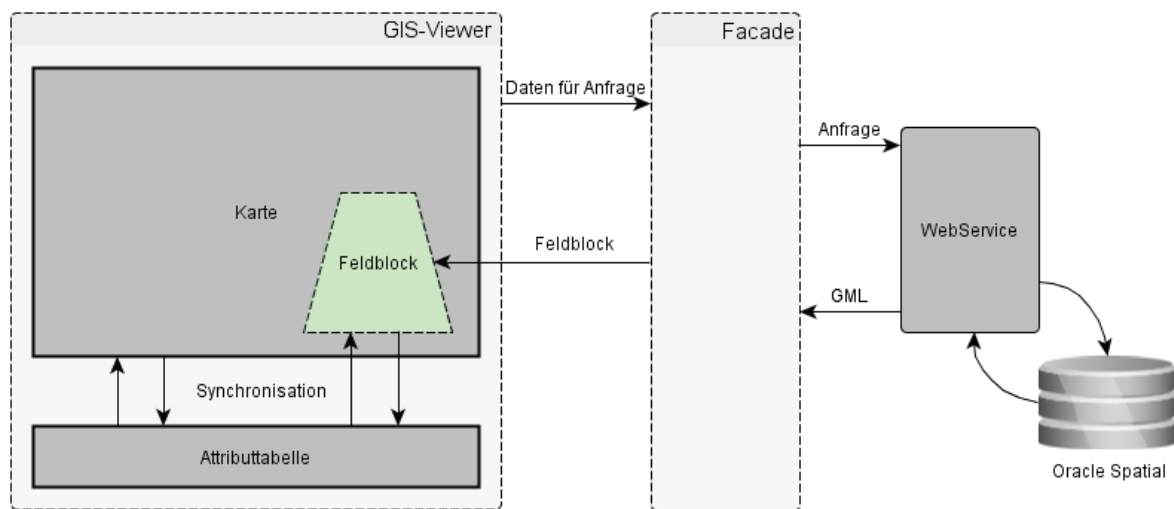 GIS-Viewer
Facade
Daten für Anfrage
Anfrage
Karte
WebService
Feldblock
Feldblock
GML
Synchronisation
Attributtabelle
Oracle Spatial